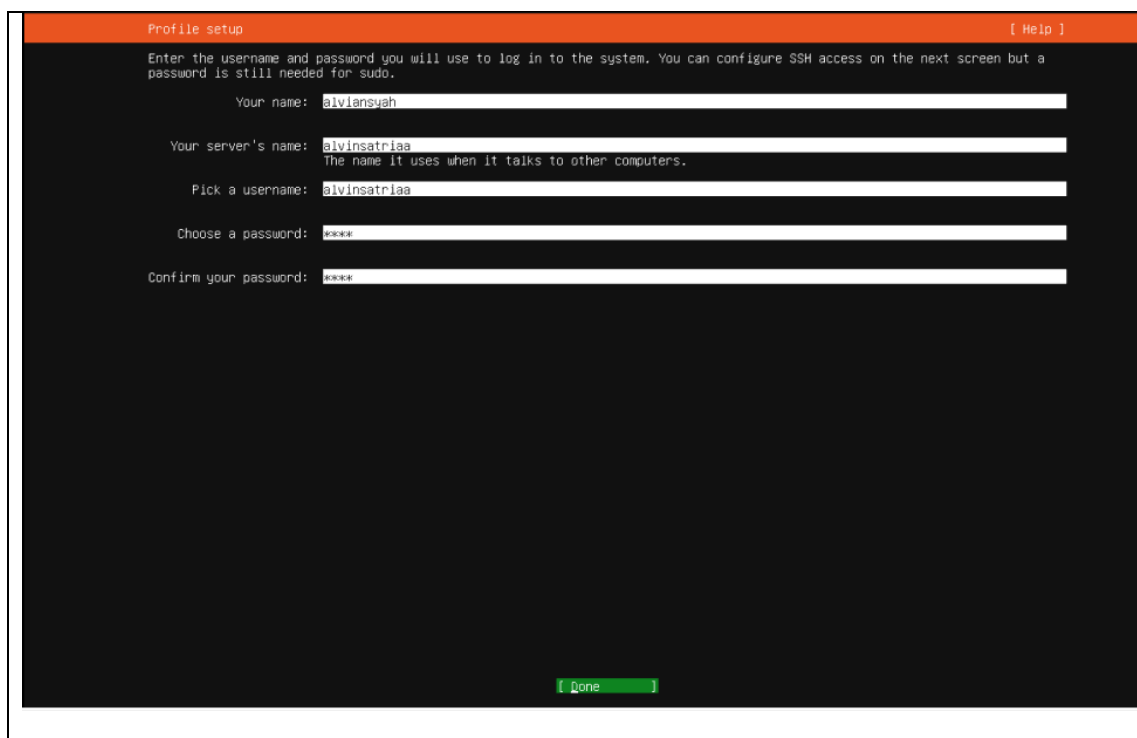 Profile setup [ Help ]
Enter the username and password you will use to log in to the system. You can configure SSH access on the next screen but a
password is still needed for sudo.
Your name: alviansyah
Your server's name: alvinsatriaa
The name it uses when it talks to other computers.
Pick a username: alvinsatriaa
Choose a password: ****
Confirm your password: ****
[ Done ]